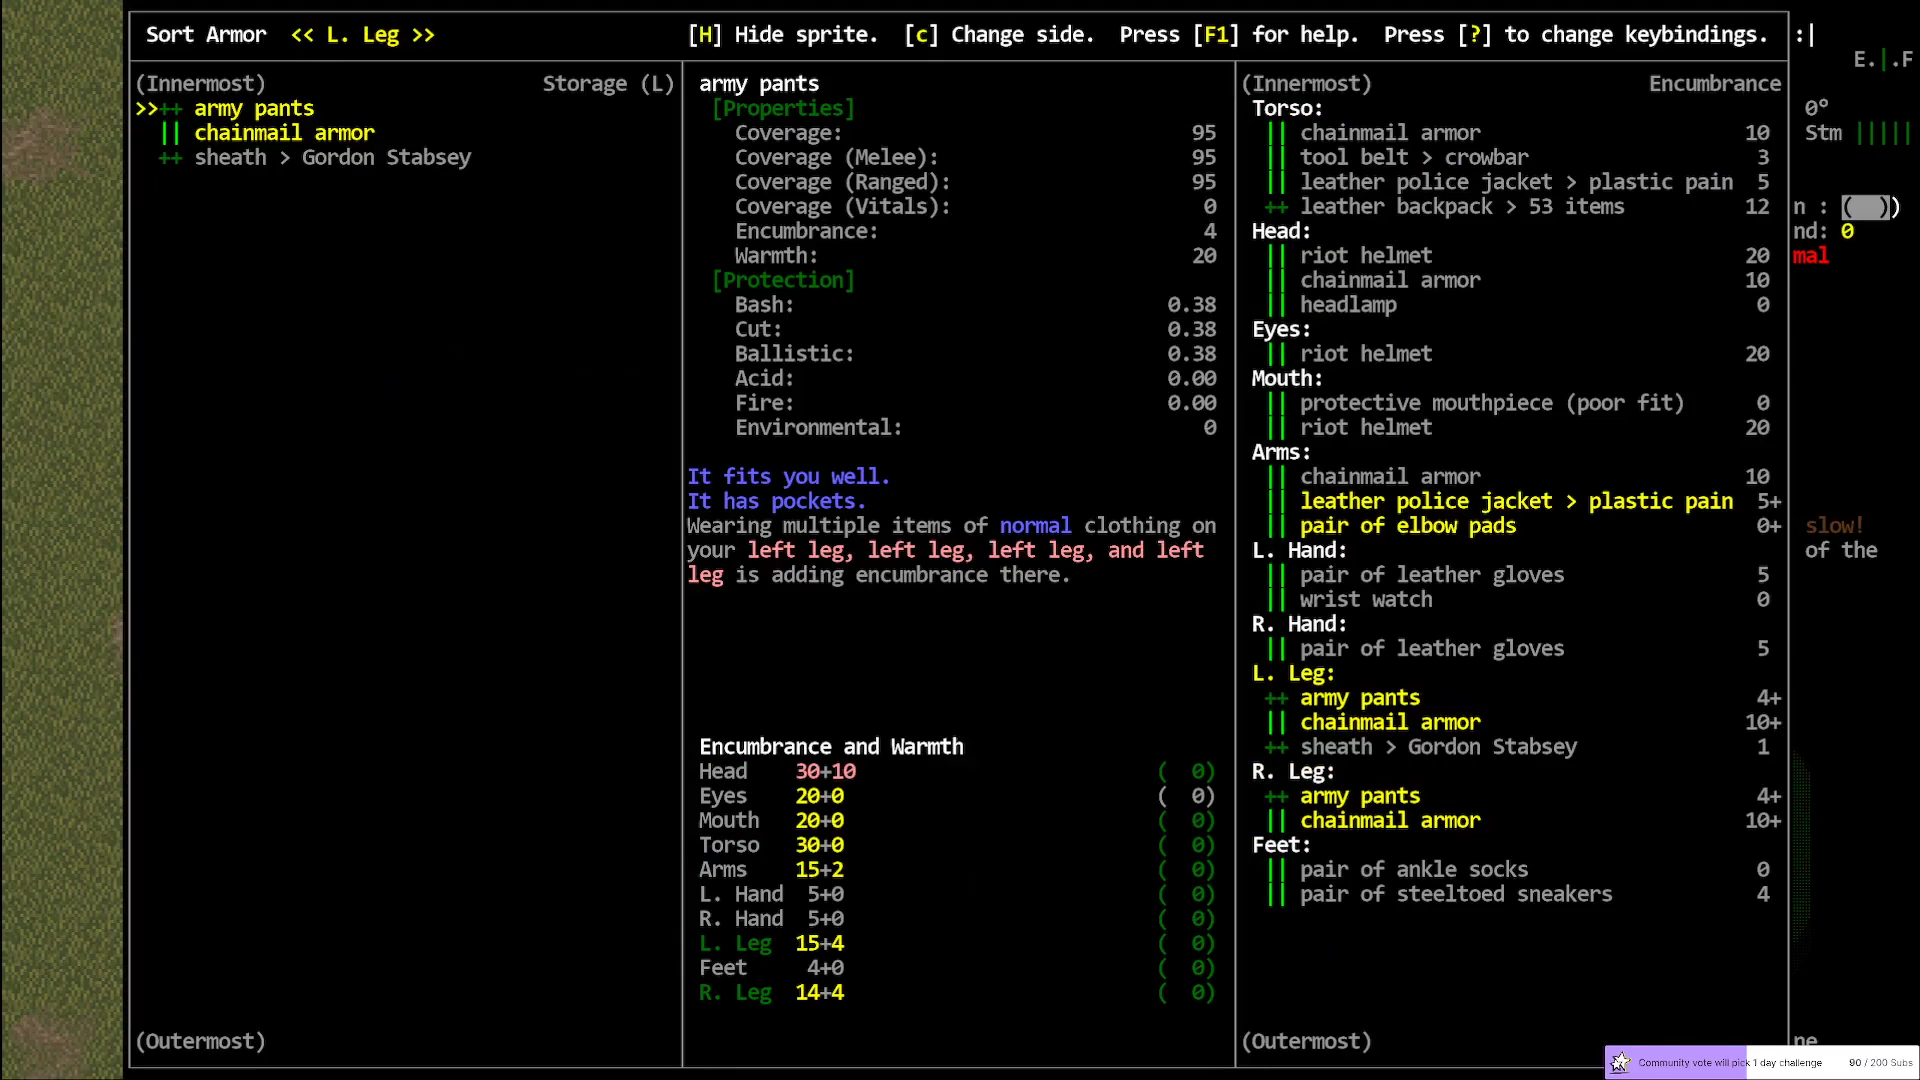 Sort Armor << L. Leg >> [H] Hide sprite. [c] Change side. Press [F1] for help. Press [?] to change keybindings. :|
(Innermost) Storage (L)
>>++ army pants
|| chainmail armor
++ sheath > Gordon Stabsey
(Outermost)
army pants
[Properties]
Coverage: 95
Coverage (Melee): 95
Coverage (Ranged): 95
Coverage (Vitals): 0
Encumbrance: 4
Warmth: 20
[Protection]
Bash: 0.38
Cut: 0.38
Ballistic: 0.38
Acid: 0.00
Fire: 0.00
Environmental: 0
It fits you well.
It has pockets.
Wearing multiple items of normal clothing on
your left leg, left leg, left leg, and left
leg is adding encumbrance there.
Encumbrance and Warmth
Head 30+10 ( 0)
Eyes 20+0 ( 0)
Mouth 20+0 ( 0)
Torso 30+0 ( 0)
Arms 15+2 ( 0)
L. Hand 5+0 ( 0)
R. Hand 5+0 ( 0)
L. Leg 15+4 ( 0)
Feet 4+0 ( 0)
R. Leg 14+4 ( 0)
(Innermost) Encumbrance
Torso:
|| chainmail armor 10
|| tool belt > crowbar 3
|| leather police jacket > plastic pain 5
++ leather backpack > 53 items 12
Head:
|| riot helmet 20
|| chainmail armor 10
|| headlamp 0
Eyes:
|| riot helmet 20
Mouth:
|| protective mouthpiece (poor fit) 0
|| riot helmet 20
Arms:
|| chainmail armor 10
|| leather police jacket > plastic pain 5+
|| pair of elbow pads 0+
L. Hand:
|| pair of leather gloves 5
|| wrist watch 0
R. Hand:
|| pair of leather gloves 5
L. Leg:
++ army pants 4+
|| chainmail armor 10+
++ sheath > Gordon Stabsey 1
R. Leg:
++ army pants 4+
|| chainmail armor 10+
Feet:
|| pair of ankle socks 0
|| pair of steeltoed sneakers 4
(Outermost)
E.|.F
0°
Stm |||||
n : ( ))
nd: 0
mal
slow!
of the
ne
Community vote will pick 1 day challenge 90 / 200 Subs